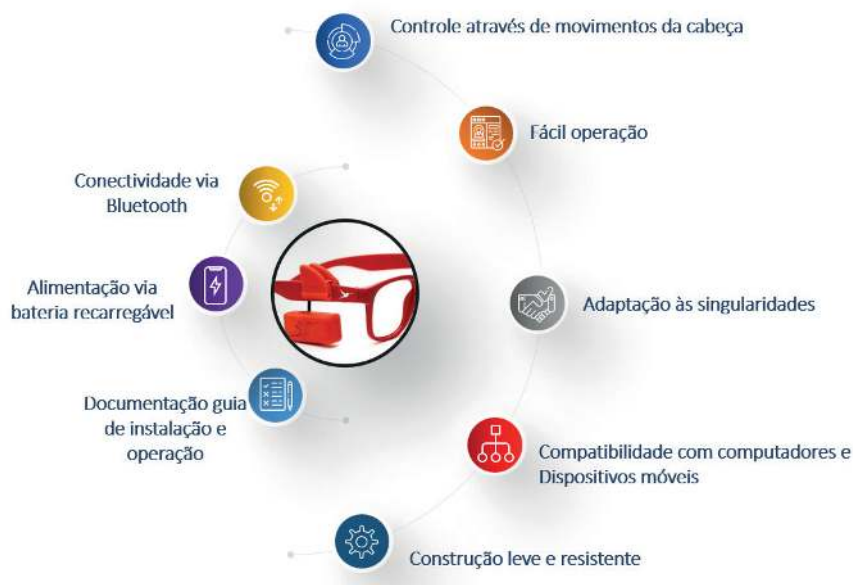 Controle através de movimentos da cabeça
Fácil operação
Conectividade via
Bluetooth
Alimentação via
bateria recarregável
Adaptação às singularidades
Documentação guia
de instalação e
operação
Compatibilidade com computadores e
Dispositivos móveis
Construção leve e resistente